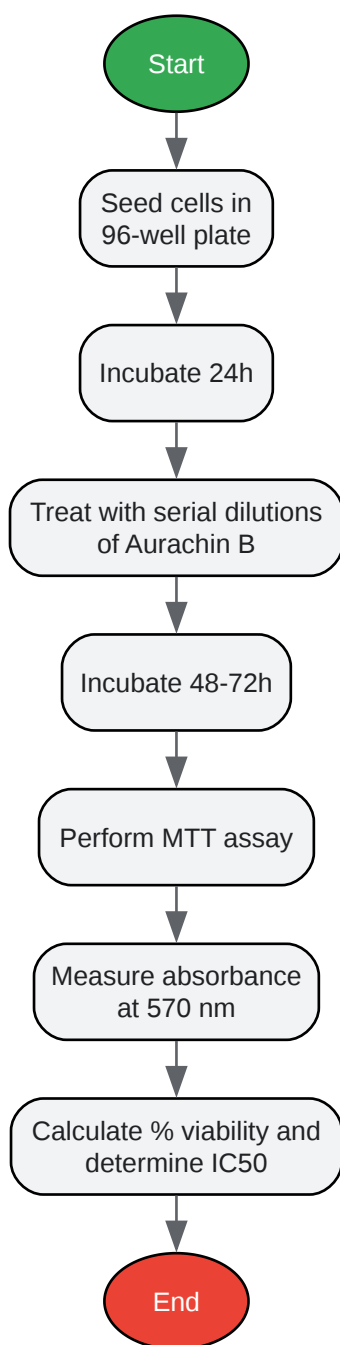 Start
Seed cells in
96-well plate
Incubate 24h
Treat with serial dilutions
of Aurachin B
Incubate 48-72h
Perform MTT assay
Measure absorbance
at 570 nm
Calculate % viability and
determine IC50
End